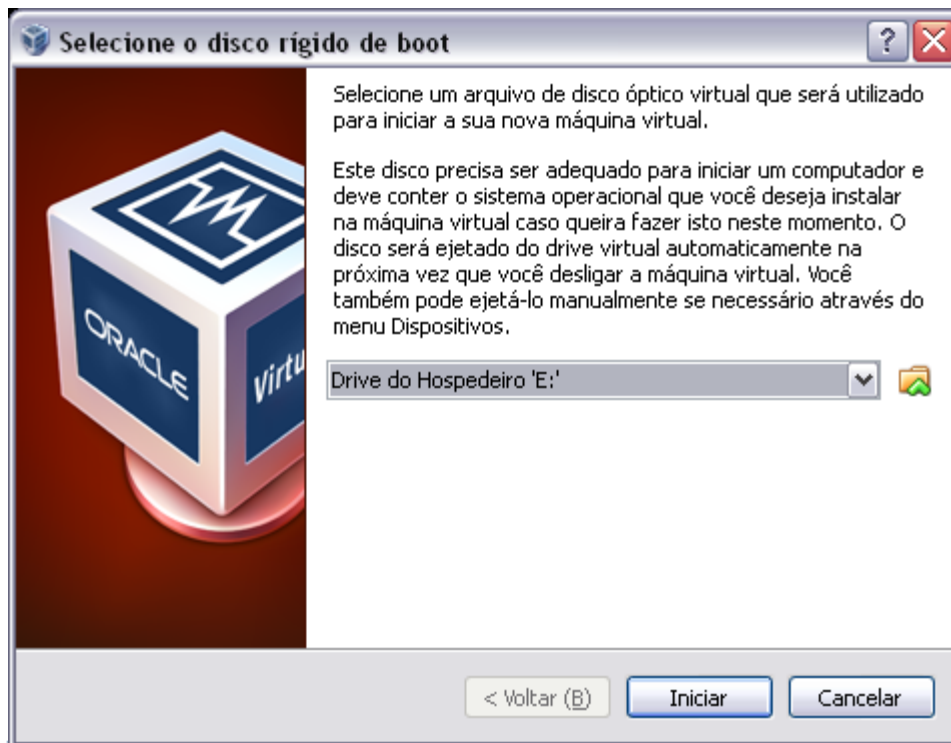 Selecione o disco rígido de boot
Selecione um arquivo de disco óptico virtual que será utilizado
para iniciar a sua nova máquina virtual.
Este disco precisa ser adequado para iniciar um computador e
deve conter o sistema operacional que você deseja instalar
na máquina virtual caso queira fazer isto neste momento. O
disco será ejetado do drive virtual automaticamente na
próxima vez que você desligar a máquina virtual. Você
também pode ejetá-lo manualmente se necessário através do
menu Dispositivos.
ORACLE
Virtu
Drive do Hospedeiro 'E:'
< Voltar (B)
Iniciar
Cancelar